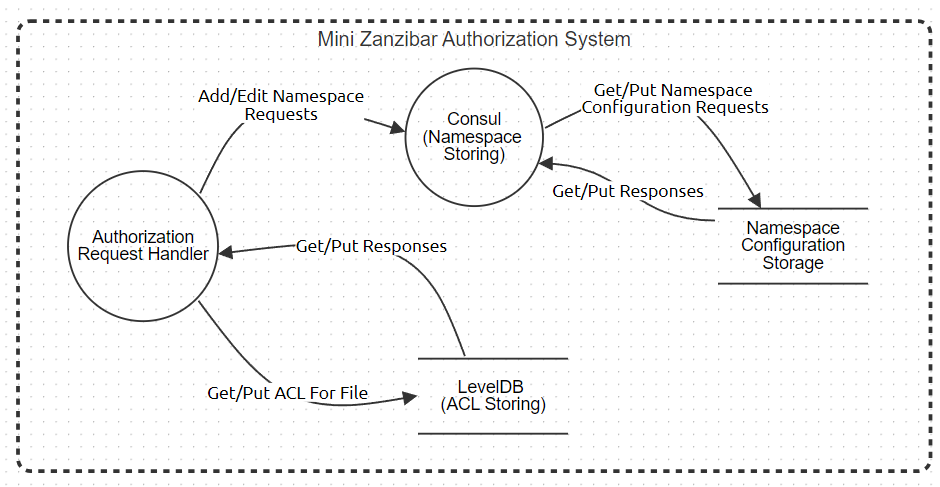 Mini Zanzibar Authorization System
Add/Edit Namespace
Requests
Consul
(Namespace
Storing)
Get/Put Namespace
Configuration Requests
Get/Put Responses
Authorization
Request Handler
Get/Put Responses
Namespace
Configuration
Storage
Get/Put ACL For File
LevelDB
(ACL Storing)